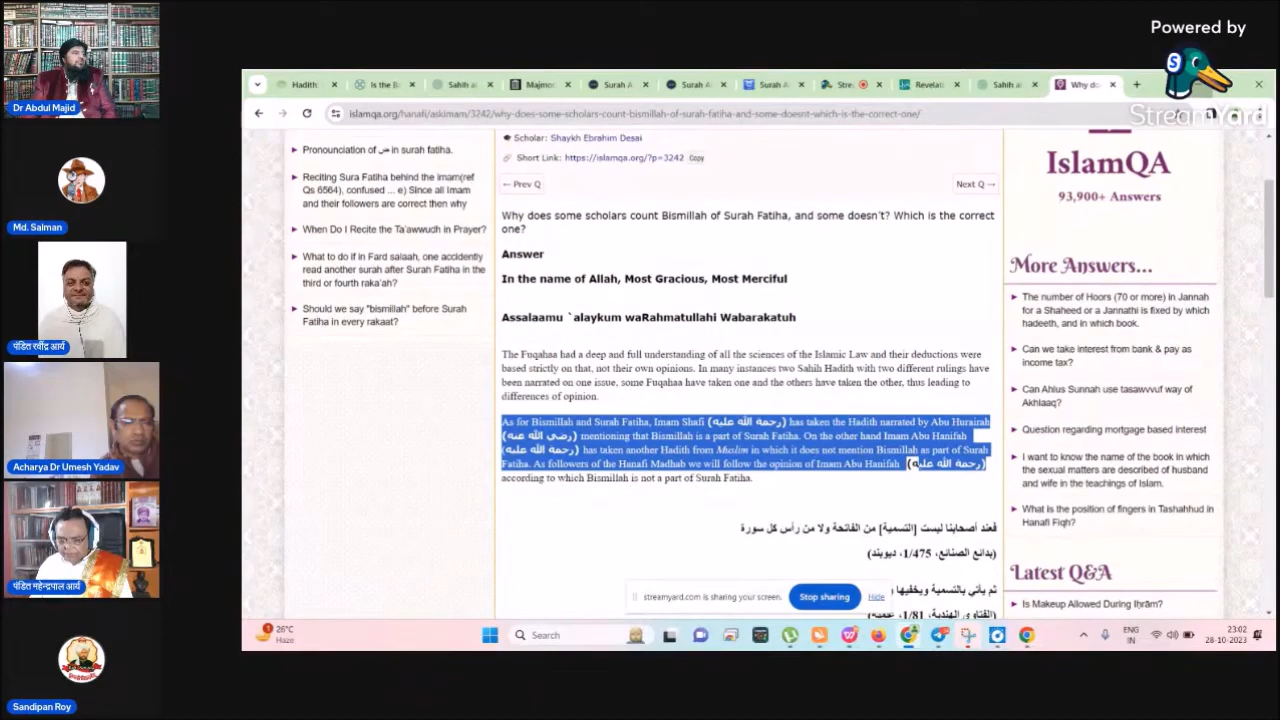 Powered by
StreamYard
Dr Abdul Majid
Md. Salman
पंडित रवींद्र आर्य
Acharya Dr Umesh Yadav
पंडित महेन्द्रपाल आर्य
Sandipan Roy
Hadith
Is the B
Sahih a
Majmo
Surah A
Surah A
Surah A
Stre
Revelat
Sahih a
Why do
islamqa.org/hanafi/askimam/3242/why-does-some-scholars-count-bismillah-of-surah-fatiha-and-some-doesnt-which-is-the-correct-one/
Pronounciation of ض in surah fatiha.
Reciting Sura Fatiha behind the imam(ref
Qs 6564), confused ... e) Since all Imam
and their followers are correct then why
When Do I Recite the Ta'awwudh in Prayer?
What to do if in Fard salaah, one accidently
read another surah after Surah Fatiha in the
third or fourth raka'ah?
Should we say "bismillah" before Surah
Fatiha in every rakaat?
Scholar: Shaykh Ebrahim Desai
Short Link: https://islamqa.org/?p=3242 Copy
← Prev Q
Next Q →
Why does some scholars count Bismillah of Surah Fatiha, and some doesn't? Which is the correct
one?
Answer
In the name of Allah, Most Gracious, Most Merciful
Assalaamu `alaykum waRahmatullahi Wabarakatuh
The Fuqahaa had a deep and full understanding of all the sciences of the Islamic Law and their deductions were
based strictly on that, not their own opinions. In many instances two Sahih Hadith with two different rulings have
been narrated on one issue, some Fuqahaa have taken one and the others have taken the other, thus leading to
differences of opinion.
As for Bismillah and Surah Fatiha, Imam Shafi (رحمة الله عليه) has taken the Hadith narrated by Abu Hurairah
(رضي الله عنه) mentioning that Bismillah is a part of Surah Fatiha. On the other hand Imam Abu Hanifah
(رحمة الله عليه) has taken another Hadith from Muslim in which it does not mention Bismillah as part of Surah
Fatiha. As followers of the Hanafi Madhab we will follow the opinion of Imam Abu Hanifah (رحمة الله عليه)
according to which Bismillah is not a part of Surah Fatiha.
فعند أصحابنا ليست [التسمية] من الفاتحة ولا من رأس كل سورة
(بدائع الصنائع، 1/475، ديوبند)
ثم يأتي بالتسمية ويخفيها
(الفتاوى الهندية، 1/81،
streamyard.com is sharing your screen.
Stop sharing
Hide
IslamQA
93,900+ Answers
More Answers...
The number of Hoors (70 or more) in Jannah
for a Shaheed or a Jannathi is fixed by which
hadeeth, and in which book.
Can we take interest from bank & pay as
income tax?
Can Ahlus Sunnah use tasawvvuf way of
Akhlaaq?
Question regarding mortgage based interest
I want to know the name of the book in which
the sexual matters are described of husband
and wife in the teachings of Islam.
What is the position of fingers in Tashahhud in
Hanafi Fiqh?
Latest Q&A
Is Makeup Allowed During Iḥrām?
26°C
Haze
Search
ENG
IN
23:02
28-10-2023